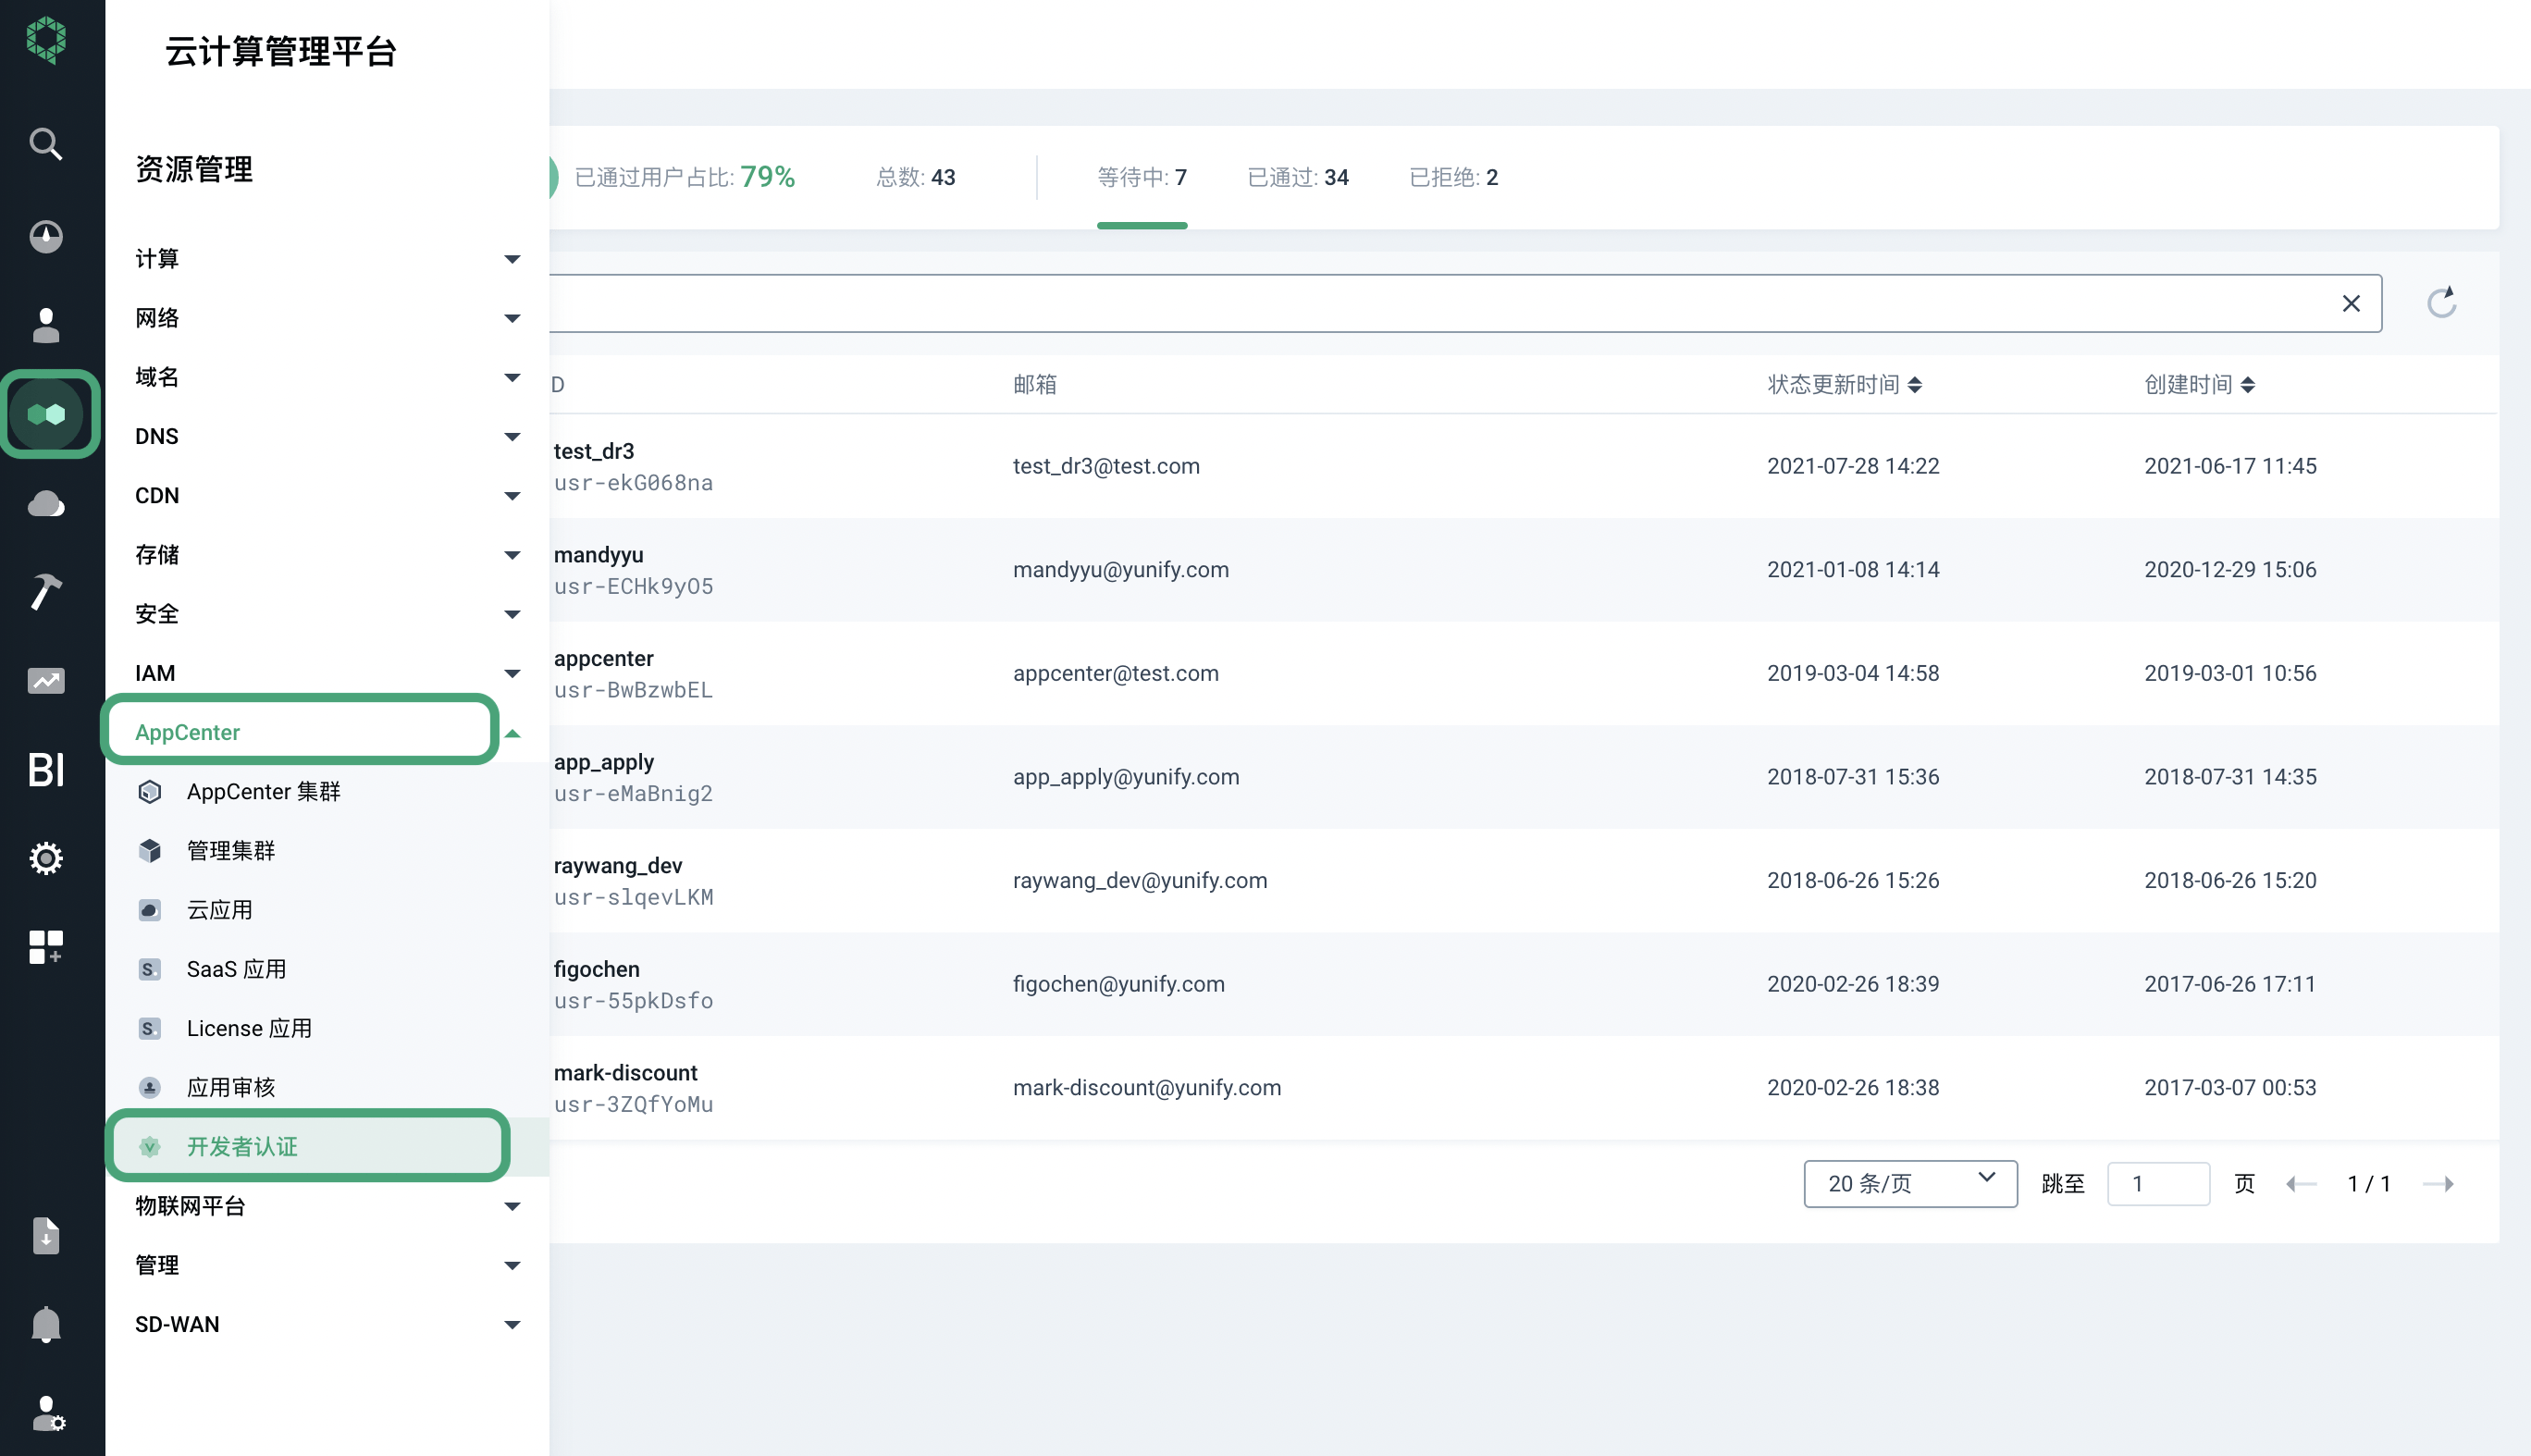 云计算管理平台
资源管理
计算
网络
域名
DNS
CDN
存储
安全
IAM
AppCenter
AppCenter 集群
管理集群
云应用
S. SaaS 应用
S. License 应用
应用审核
V 开发者认证
物联网平台
管理
SD-WAN
BI
已通过用户占比: 79% 总数: 43 等待中: 7 已通过: 34 已拒绝: 2
D 邮箱 状态更新时间 创建时间
test_dr3
usr-ekG068na test_dr3@test.com 2021-07-28 14:22 2021-06-17 11:45
mandyyu
usr-ECHk9yO5 mandyyu@yunify.com 2021-01-08 14:14 2020-12-29 15:06
appcenter
usr-BwBzwbEL appcenter@test.com 2019-03-04 14:58 2019-03-01 10:56
app_apply
usr-eMaBnig2 app_apply@yunify.com 2018-07-31 15:36 2018-07-31 14:35
raywang_dev
usr-slqevLKM raywang_dev@yunify.com 2018-06-26 15:26 2018-06-26 15:20
figochen
usr-55pkDsfo figochen@yunify.com 2020-02-26 18:39 2017-06-26 17:11
mark-discount
usr-3ZQfYoMu mark-discount@yunify.com 2020-02-26 18:38 2017-03-07 00:53
20 条/页 跳至 1 页 1 / 1